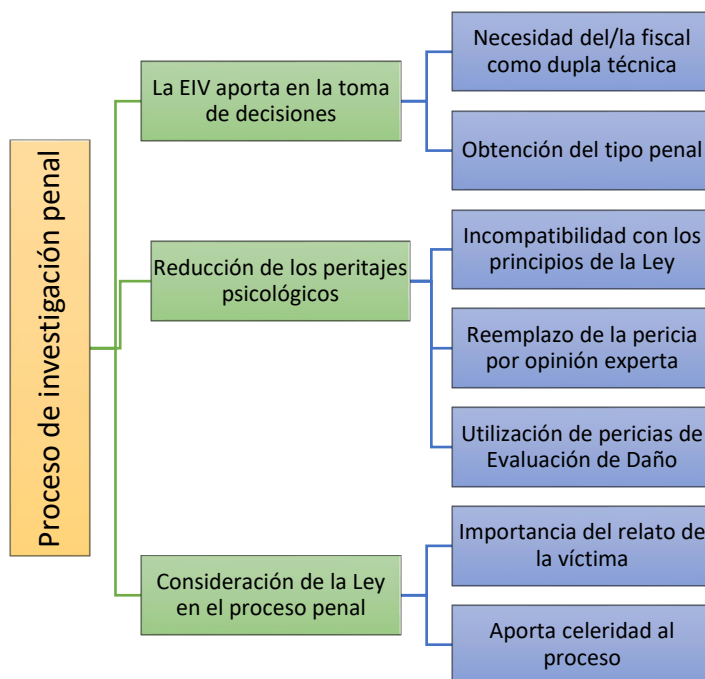 Proceso de investigación penal
La EIV aporta en la toma
de decisiones
Necesidad del/la fiscal
como dupla técnica
Obtención del tipo penal
Reducción de los peritajes
psicológicos
Incompatibilidad con los
principios de la Ley
Reemplazo de la pericia
por opinión experta
Utilización de pericias de
Evaluación de Daño
Consideración de la Ley
en el proceso penal
Importancia del relato de
la víctima
Aporta celeridad al
proceso